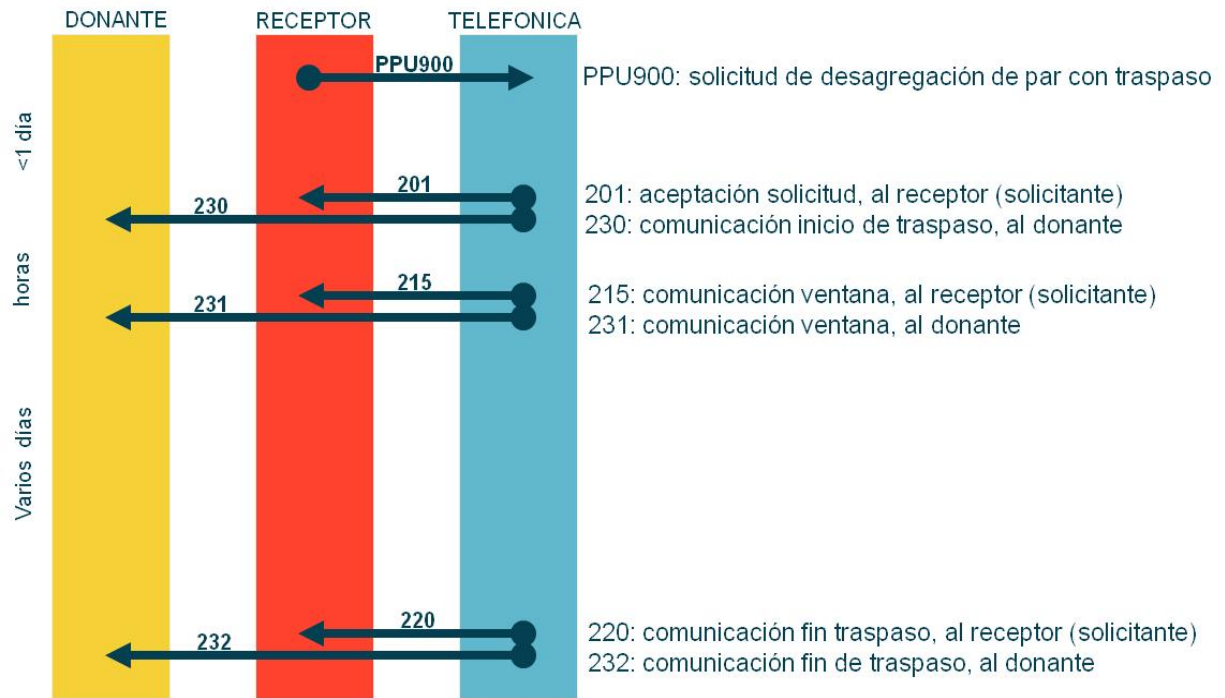 DONANTE RECEPTOR TELEFONICA
PPU900
PPU900: solicitud de desagregación de par con traspaso
<1 día
201
201: aceptación solicitud, al receptor (solicitante)
230
230: comunicación inicio de traspaso, al donante
horas
215
215: comunicación ventana, al receptor (solicitante)
231
231: comunicación ventana, al donante
Varios días
220
220: comunicación fin traspaso, al receptor (solicitante)
232
232: comunicación fin de traspaso, al donante